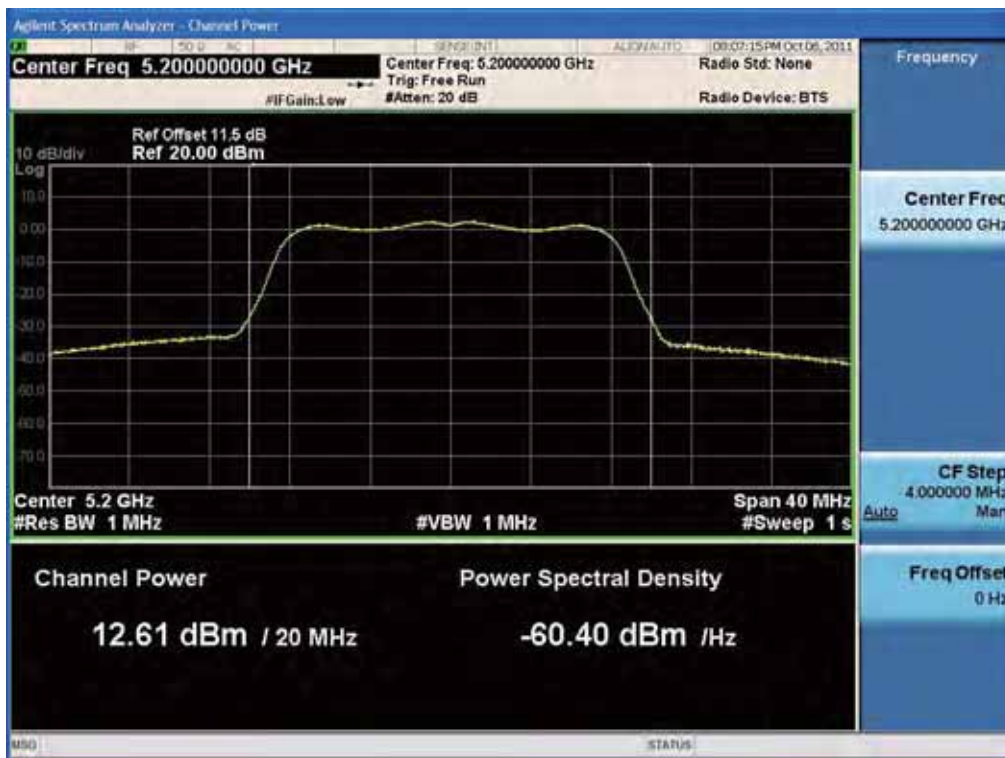 Agilent Spectrum Analyzer - Channel Power
RF 50 Ω AC SENSE:INT ALIGN AUTO 08:07:15 PM Oct 06, 2011
Center Freq 5.200000000 GHz
Center Freq: 5.200000000 GHz
Radio Std: None
Trig: Free Run
#IFGain:Low
#Atten: 20 dB
Radio Device: BTS
Ref Offset 11.5 dB
10 dB/div Ref 20.00 dBm
Log
10.0
0.00
-10.0
-20.0
-30.0
-40.0
-50.0
-60.0
-70.0
Center 5.2 GHz
Span 40 MHz
#Res BW 1 MHz
#VBW 1 MHz
#Sweep 1 s
Channel Power
Power Spectral Density
12.61 dBm / 20 MHz
-60.40 dBm /Hz
MSG
STATUS
Frequency
Center Freq
5.200000000 GHz
CF Step
4.000000 MHz
Auto Man
Freq Offset
0 Hz